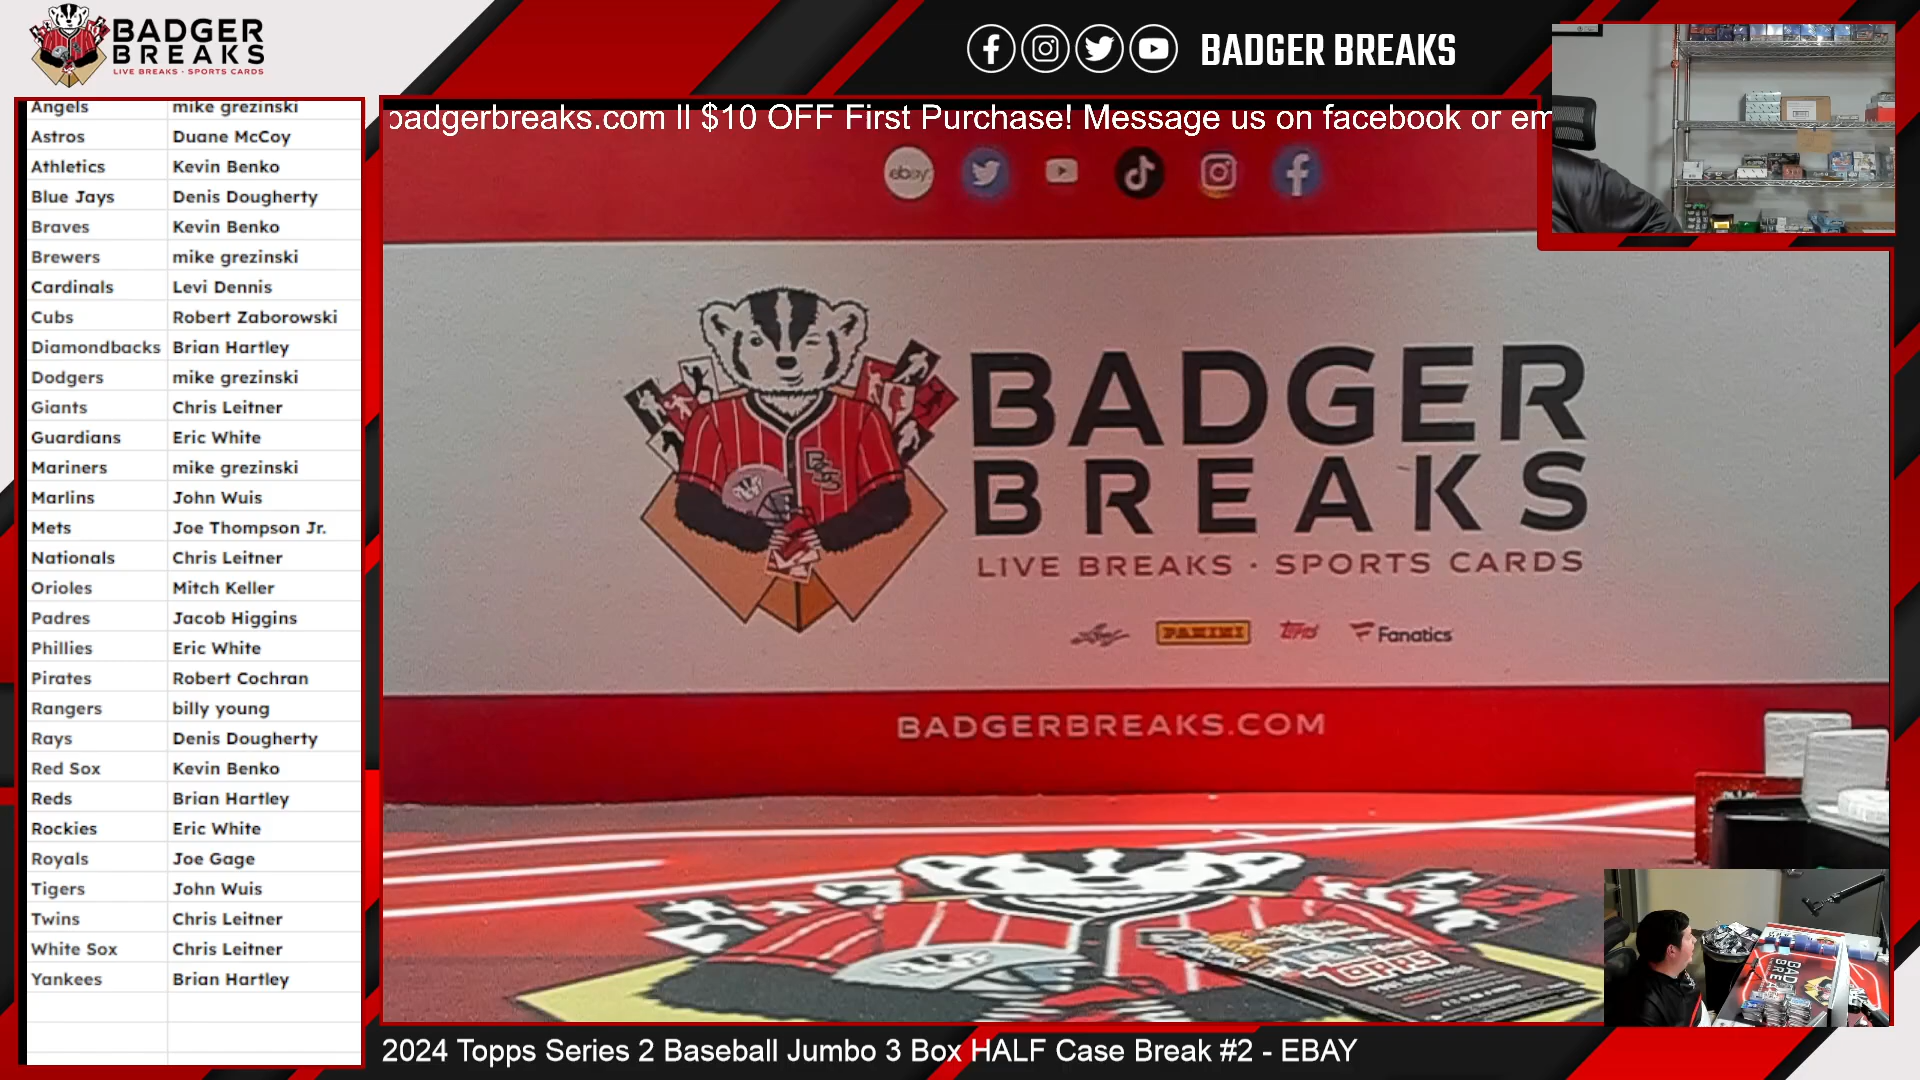 BADGER
BREAKS
LIVE BREAKS · SPORTS CARDS
BADGER BREAKS
badgerbreaks.com ll $10 OFF First Purchase! Message us on facebook or em
Angels mike grezinski
Astros Duane McCoy
Athletics Kevin Benko
Blue Jays Denis Dougherty
Braves Kevin Benko
Brewers mike grezinski
Cardinals Levi Dennis
Cubs Robert Zaborowski
Diamondbacks Brian Hartley
Dodgers mike grezinski
Giants Chris Leitner
Guardians Eric White
Mariners mike grezinski
Marlins John Wuis
Mets Joe Thompson Jr.
Nationals Chris Leitner
Orioles Mitch Keller
Padres Jacob Higgins
Phillies Eric White
Pirates Robert Cochran
Rangers billy young
Rays Denis Dougherty
Red Sox Kevin Benko
Reds Brian Hartley
Rockies Eric White
Royals Joe Gage
Tigers John Wuis
Twins Chris Leitner
White Sox Chris Leitner
Yankees Brian Hartley
ebay
BADGER
BREAKS
LIVE BREAKS · SPORTS CARDS
PANINI Topps Fanatics
BADGERBREAKS.COM
TOPPS
2024 Topps Series 2 Baseball Jumbo 3 Box HALF Case Break #2 - EBAY